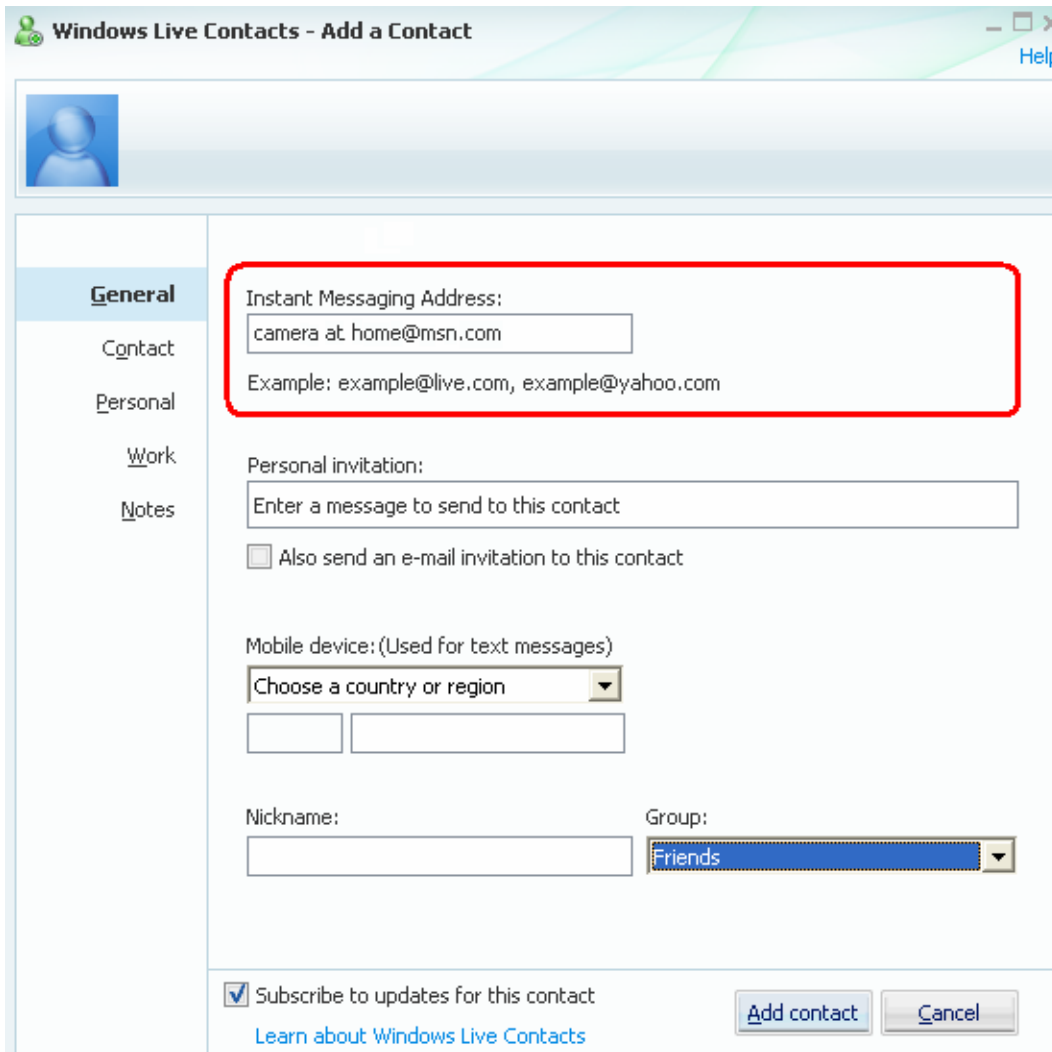 Windows Live Contacts - Add a Contact
Help
General
Contact
Personal
Work
Notes
Instant Messaging Address:
camera at home@msn.com
Example: example@live.com, example@yahoo.com
Personal invitation:
Enter a message to send to this contact
Also send an e-mail invitation to this contact
Mobile device:(Used for text messages)
Choose a country or region
Nickname:
Group:
Friends
Subscribe to updates for this contact
Learn about Windows Live Contacts
Add contact
Cancel